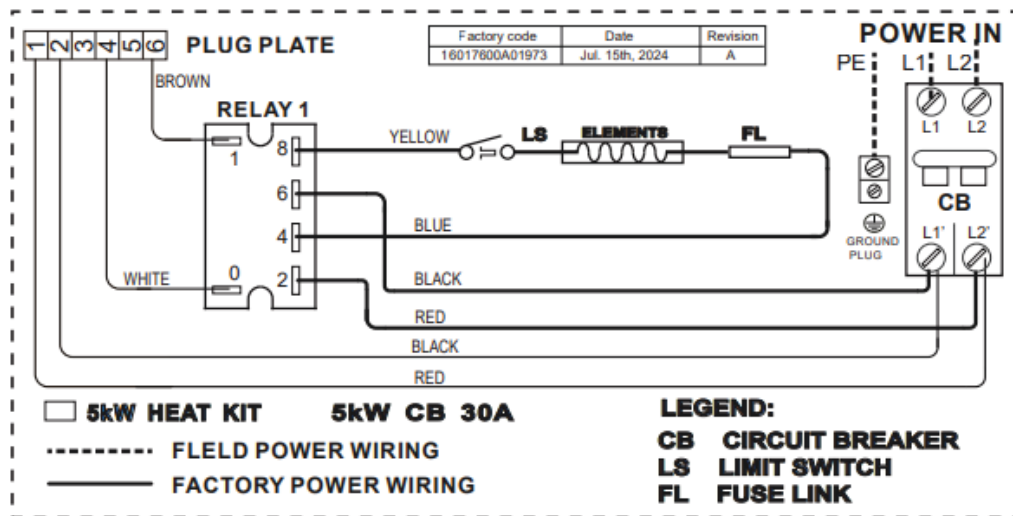 1 2 3 4 5 6 PLUG PLATE
Factory code Date Revision
16017600A01973 Jul. 15th, 2024 A
POWER IN
PE L1 L2
BROWN
RELAY 1
L1 L2
1 8
YELLOW LS ELEMENTS FL
6
CB
4
BLUE
GROUND
PLUG
L1' L2'
WHITE 0 2
BLACK
RED
BLACK
RED
5kW HEAT KIT 5kW CB 30A
FLELD POWER WIRING
FACTORY POWER WIRING
LEGEND:
CB CIRCUIT BREAKER
LS LIMIT SWITCH
FL FUSE LINK